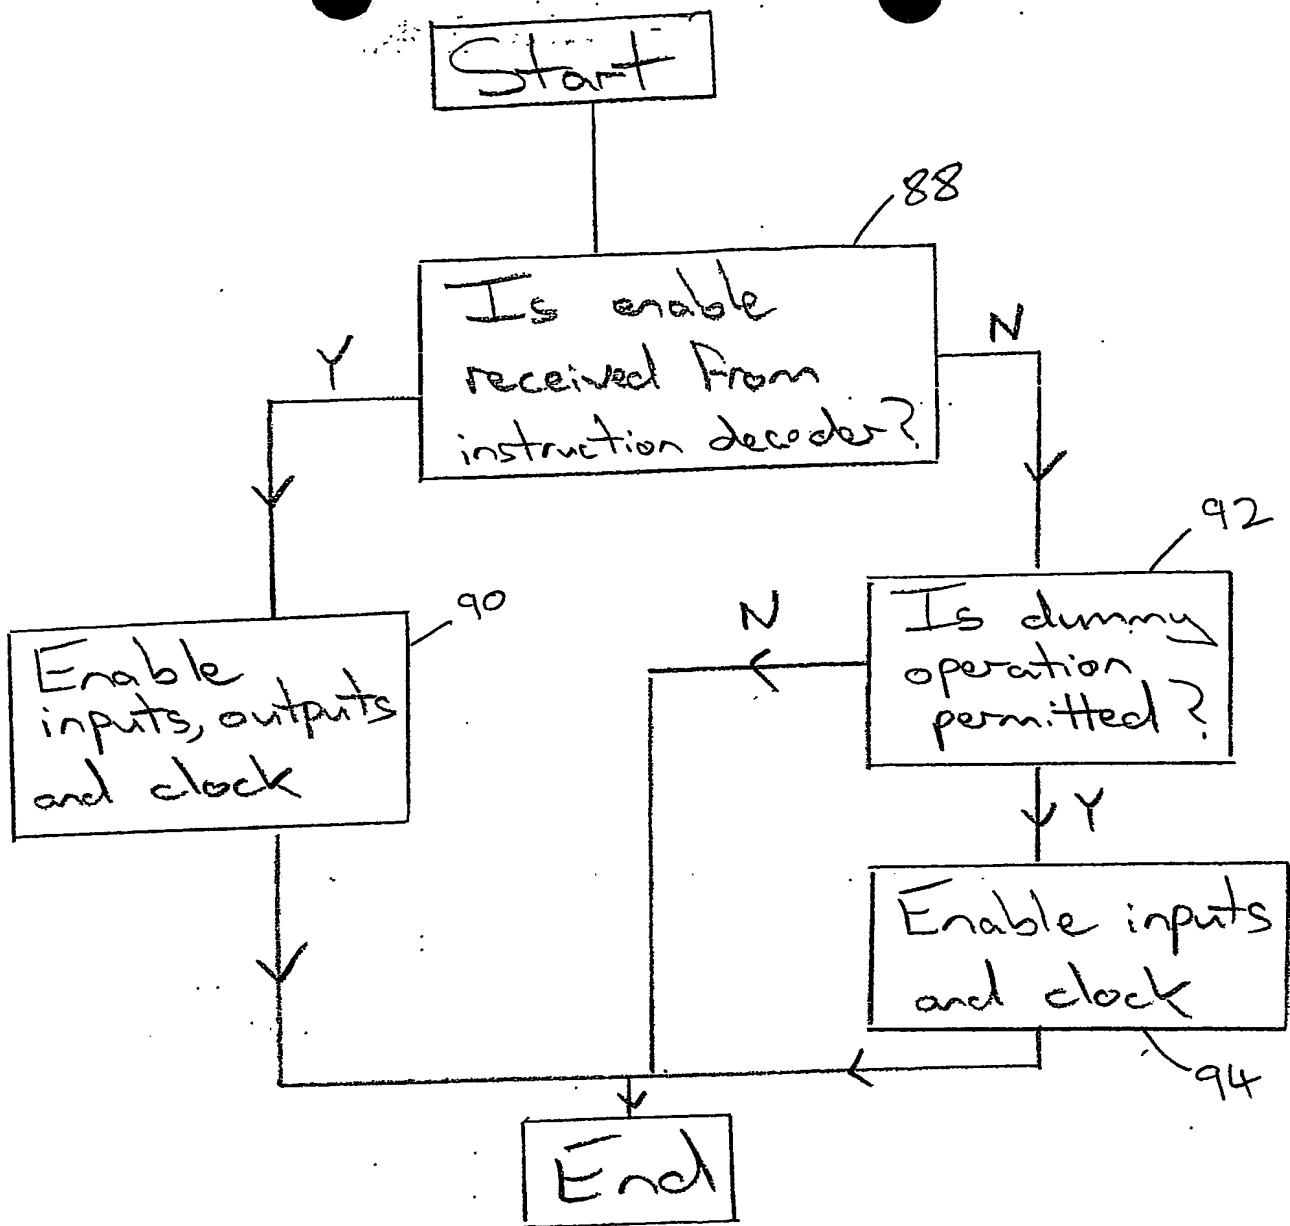 Start
88
Is enable
received from
instruction decoder?
Y
N
92
Is dummy
operation
permitted?
N
90
Enable
inputs, outputs
and clock
Y
Enable inputs
and clock
94
End